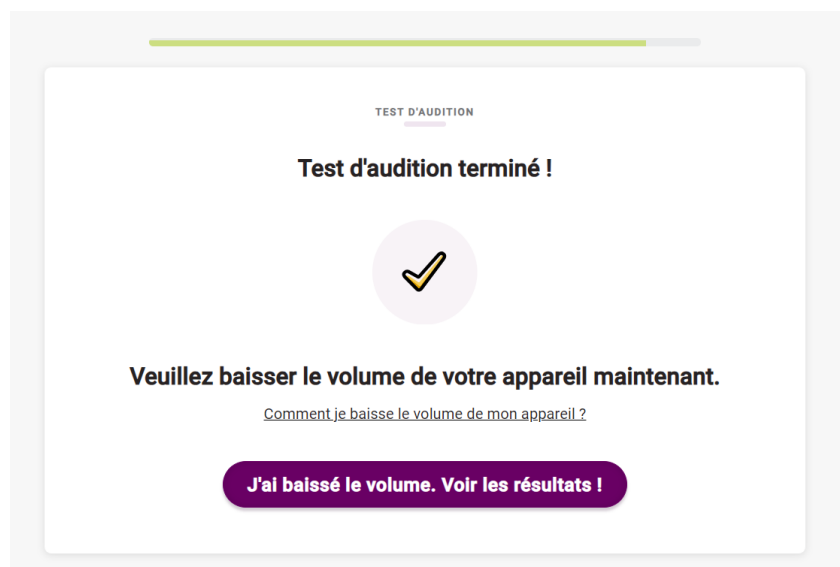 TEST D'AUDITION
Test d'audition terminé !
Veuillez baisser le volume de votre appareil maintenant.
Comment je baisse le volume de mon appareil ?
J'ai baissé le volume. Voir les résultats !